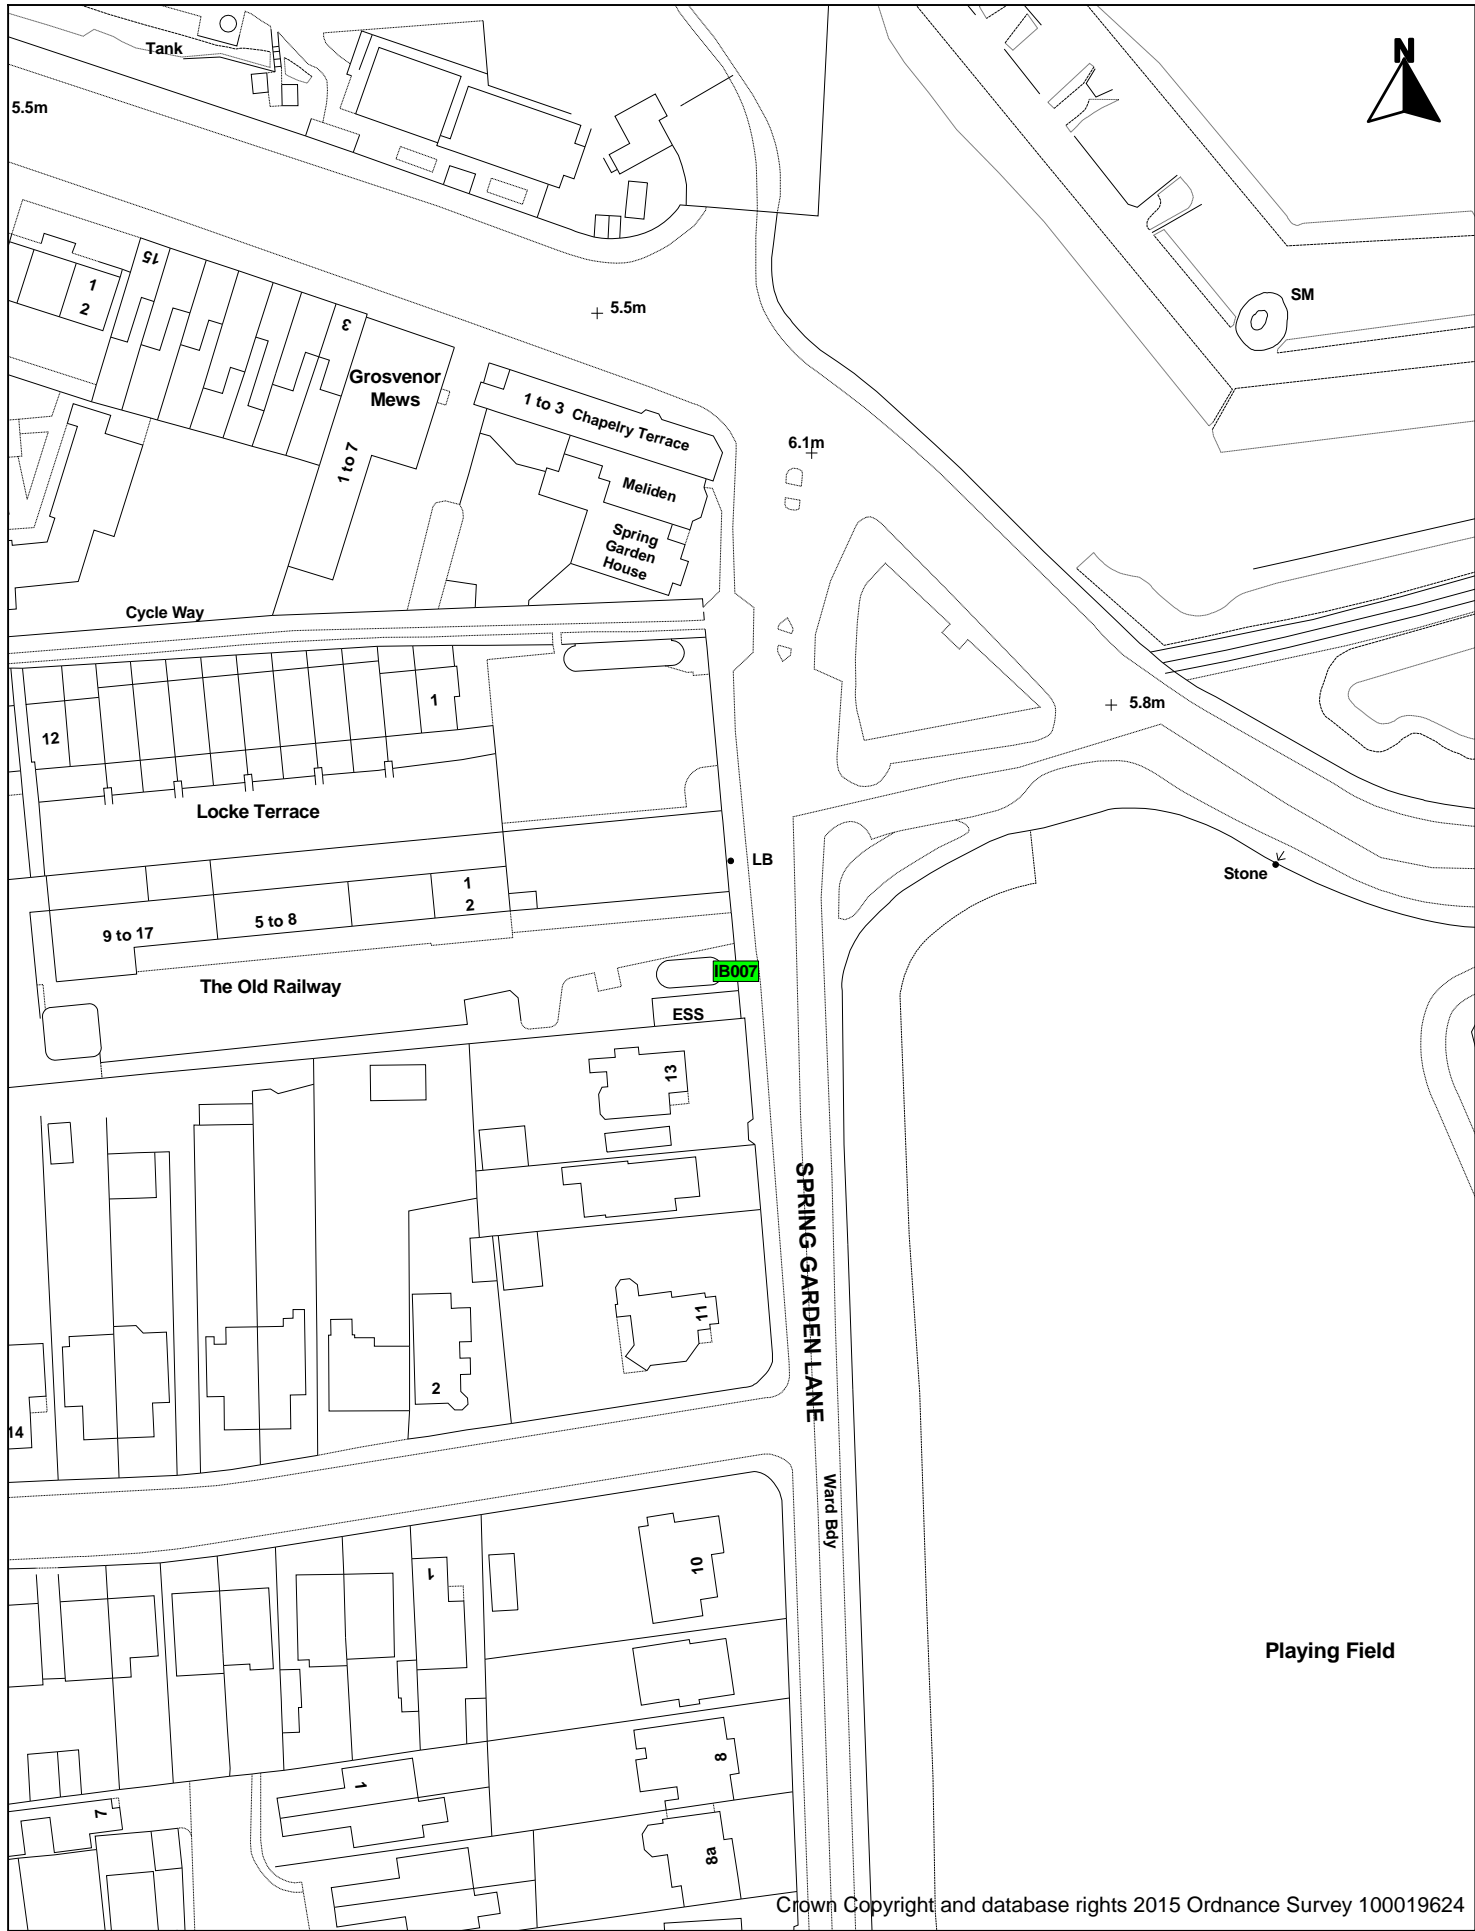 N
Tank
5.5m
15
1
2
SM
5.5m
3
Grosvenor
Mews
1 to 3 Chapelry Terrace
6.1m
1 to 7
Meliden
Spring
Garden
House
Cycle Way
1
5.8m
12
Locke Terrace
LB
Stone
1
2
5 to 8
9 to 17
IB007
The Old Railway
ESS
13
SPRING GARDEN LANE
11
2
14
Ward Bdy
10
1
Playing Field
8
1
7
8a
Crown Copyright and database rights 2015 Ordnance Survey 100019624